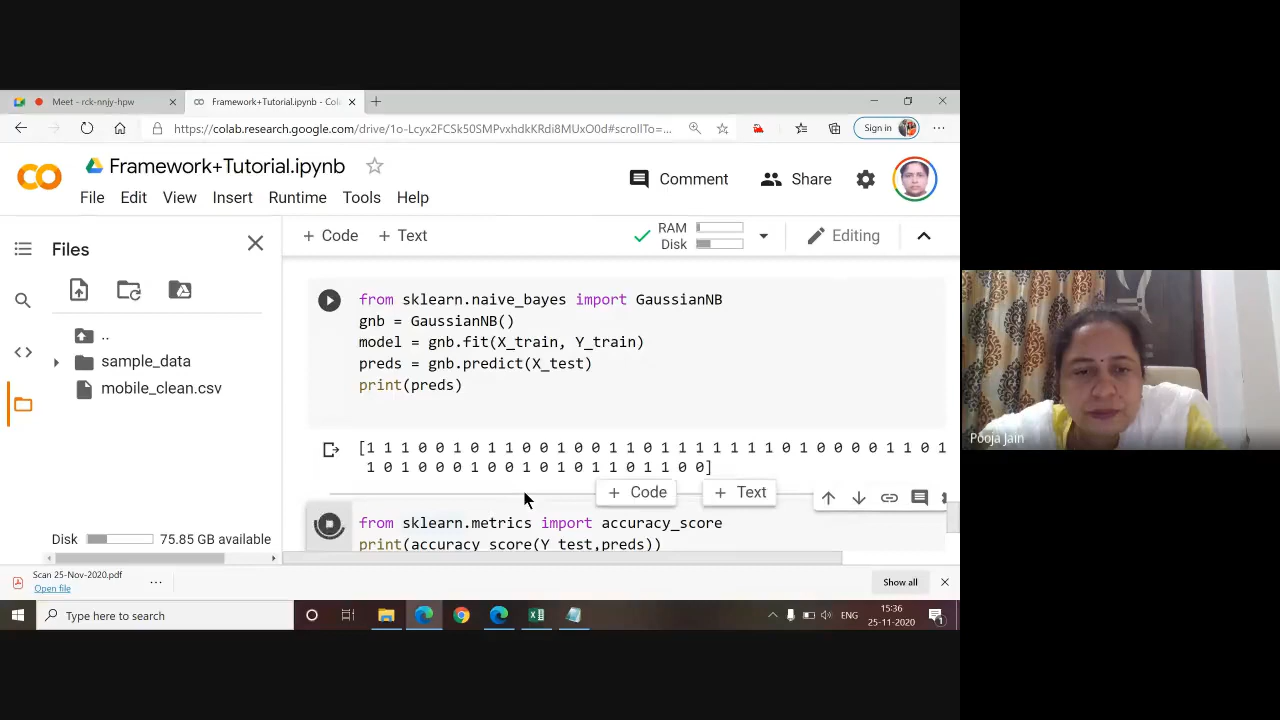 Meet - rck-nnjy-hpw
Framework+Tutorial.ipynb - Col
https://colab.research.google.com/drive/1o-Lcyx2FCSk50SMPvxhdkKRdi8MUxO0d#scrollTo=...
Sign in
CO
Framework+Tutorial.ipynb
Comment
Share
File Edit View Insert Runtime Tools Help
Files
+ Code + Text
RAM
Disk
Editing
..
sample_data
mobile_clean.csv
from sklearn.naive_bayes import GaussianNB
gnb = GaussianNB()
model = gnb.fit(X_train, Y_train)
preds = gnb.predict(X_test)
print(preds)
[1 1 1 0 0 1 0 1 1 0 0 1 0 0 1 1 0 1 1 1 1 1 1 1 0 1 0 0 0 0 1 1 0 1
1 0 1 0 0 0 1 0 0 1 0 1 0 1 1 0 1 1 0 0]
+ Code + Text
from sklearn.metrics import accuracy_score
print(accuracy_score(Y_test,preds))
Disk 75.85 GB available
Scan 25-Nov-2020.pdf
Open file
Show all
Type here to search
ENG
15:36
25-11-2020
1
Pooja Jain